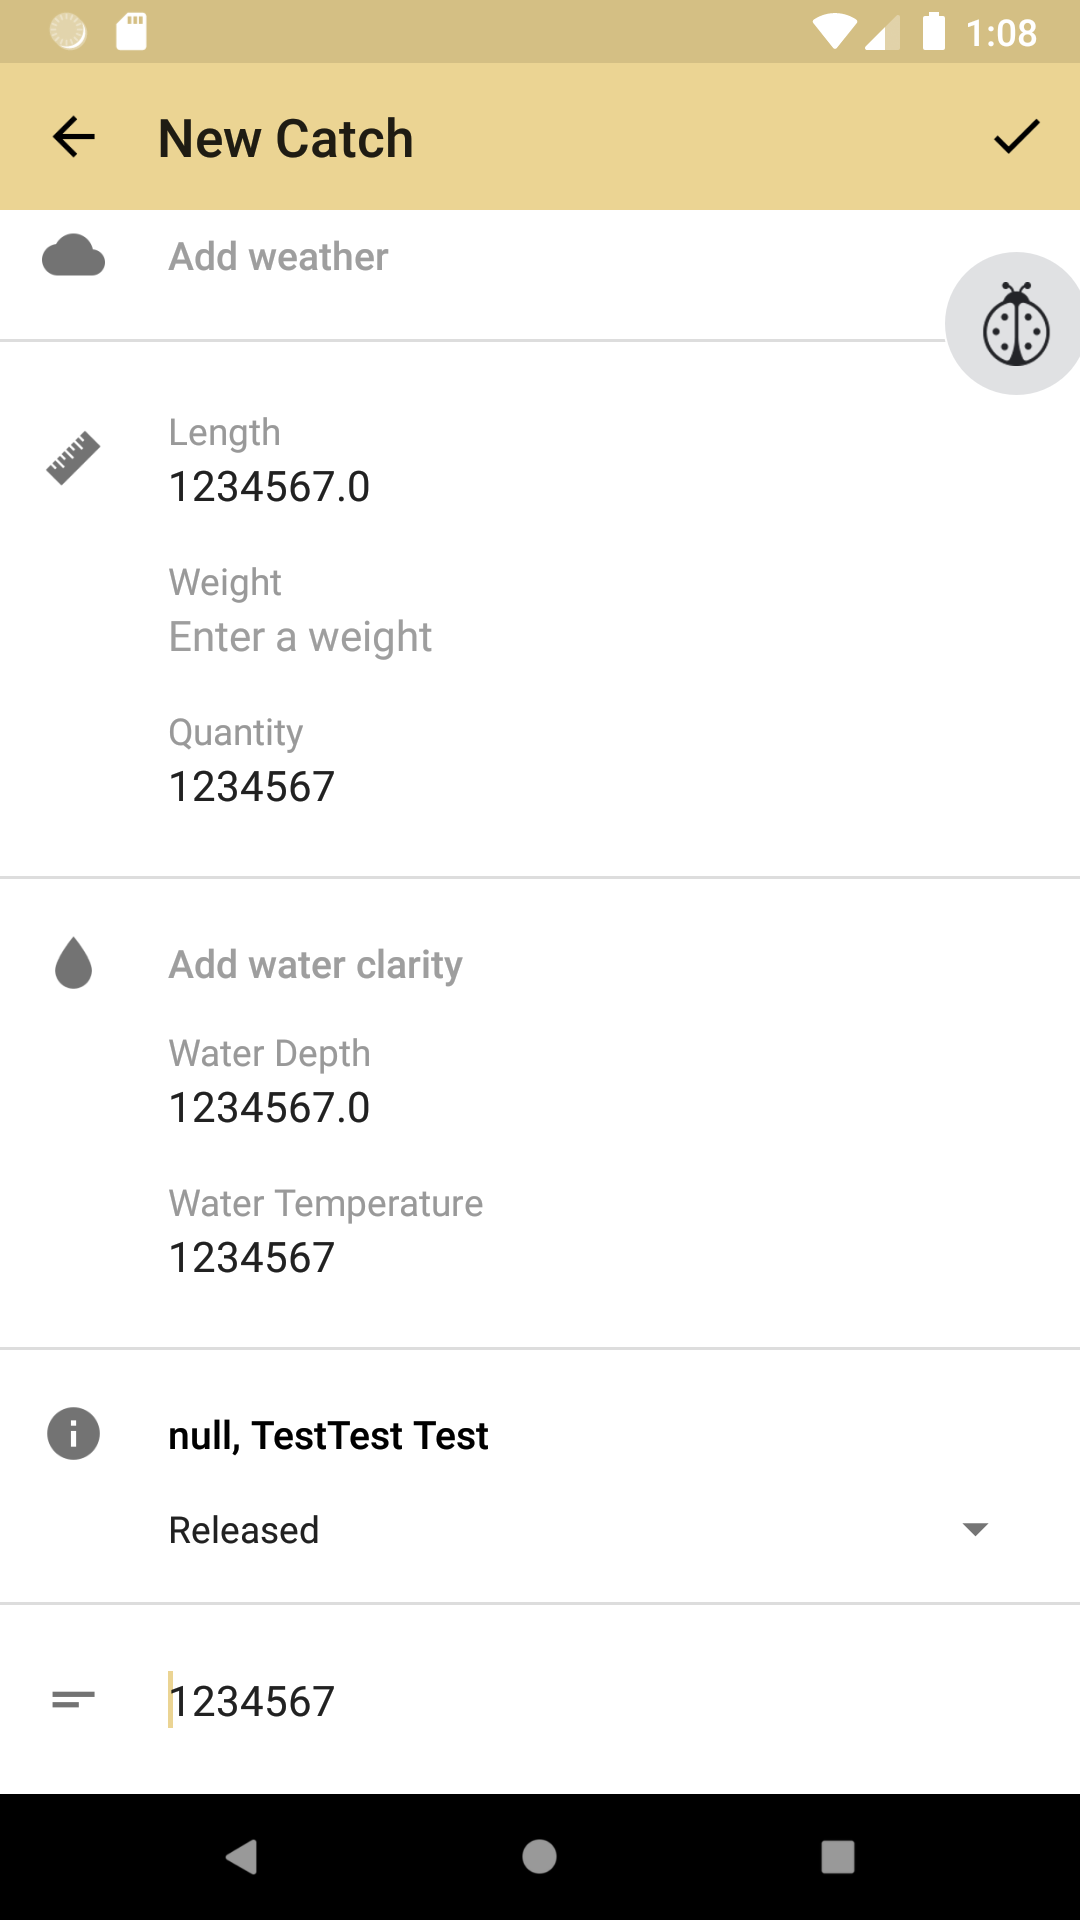 1:08
New Catch
Add weather
Length
1234567.0
Weight
Enter a weight
Quantity
1234567
Add water clarity
Water Depth
1234567.0
Water Temperature
1234567
null, TestTest Test
Released
1234567